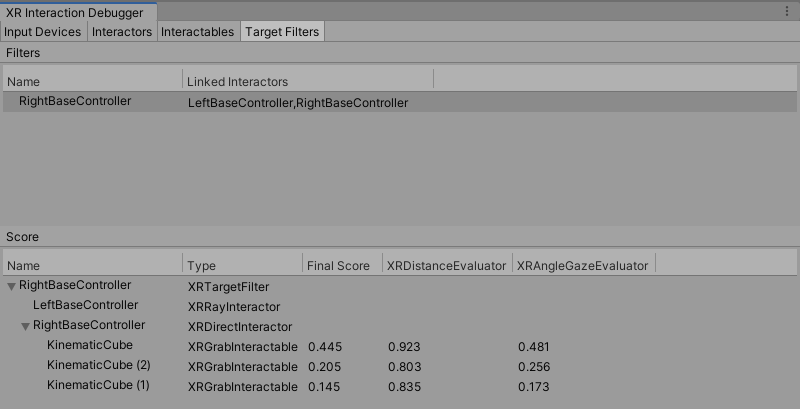 XR Interaction Debugger
Input Devices Interactors Interactables Target Filters
Filters
Name Linked Interactors
RightBaseController LeftBaseController,RightBaseController
Score
Name Type Final Score XRDistanceEvaluator XRAngleGazeEvaluator
RightBaseController XRTargetFilter
LeftBaseController XRRayInteractor
RightBaseController XRDirectInteractor
KinematicCube XRGrabInteractable 0.445 0.923 0.481
KinematicCube (2) XRGrabInteractable 0.205 0.803 0.256
KinematicCube (1) XRGrabInteractable 0.145 0.835 0.173